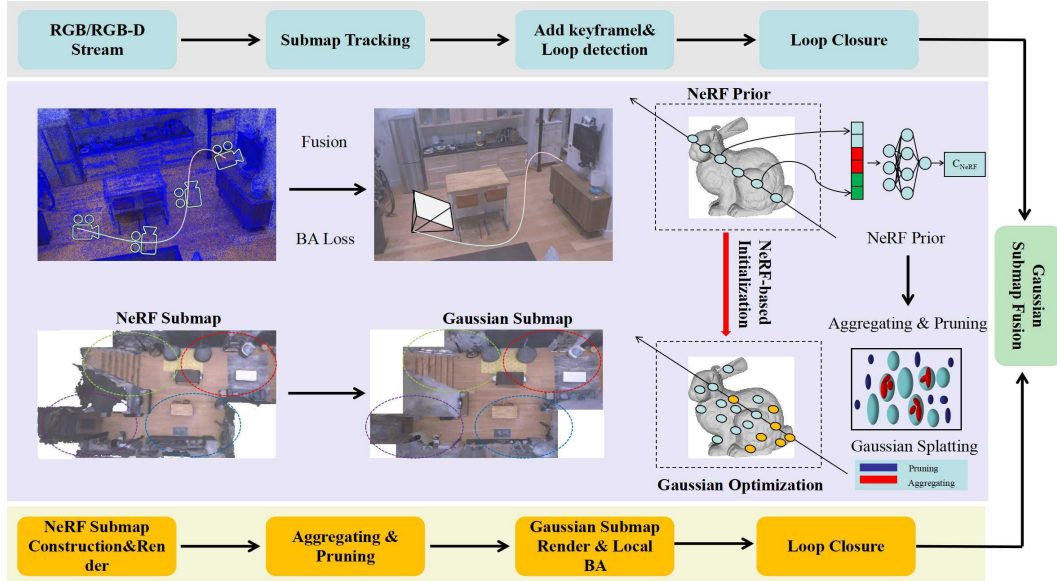 RGB/RGB-D
Stream
Submap Tracking
Add keyframel&
Loop detection
Loop Closure
Fusion
BA Loss
NeRF Prior
C_NeRF
NeRF Prior
NeRF-based
Initialization
Aggregating & Pruning
Gaussian Splatting
Pruning
Aggregating
NeRF Submap
Gaussian Submap
Gaussian Optimization
Gaussian
Submap Fusion
NeRF Submap
Construction&Ren
der
Aggregating &
Pruning
Gaussian Submap
Render & Local
BA
Loop Closure